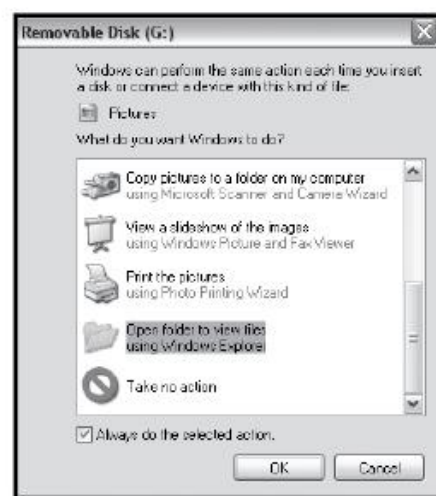 Removable Disk (G:)
Windows can perform the same action each time you insert
a disk or connect a device with this kind of file:
Pictures
What do you want Windows to do?
Copy pictures to a folder on my computer
using Microsoft Scanner and Camera Wizard
View a slideshow of the images
using Windows Picture and Fax Viewer
Print the pictures
using Photo Printing Wizard
Open folder to view files
using Windows Explorer
Take no action
Always do the selected action.
OK
Cancel